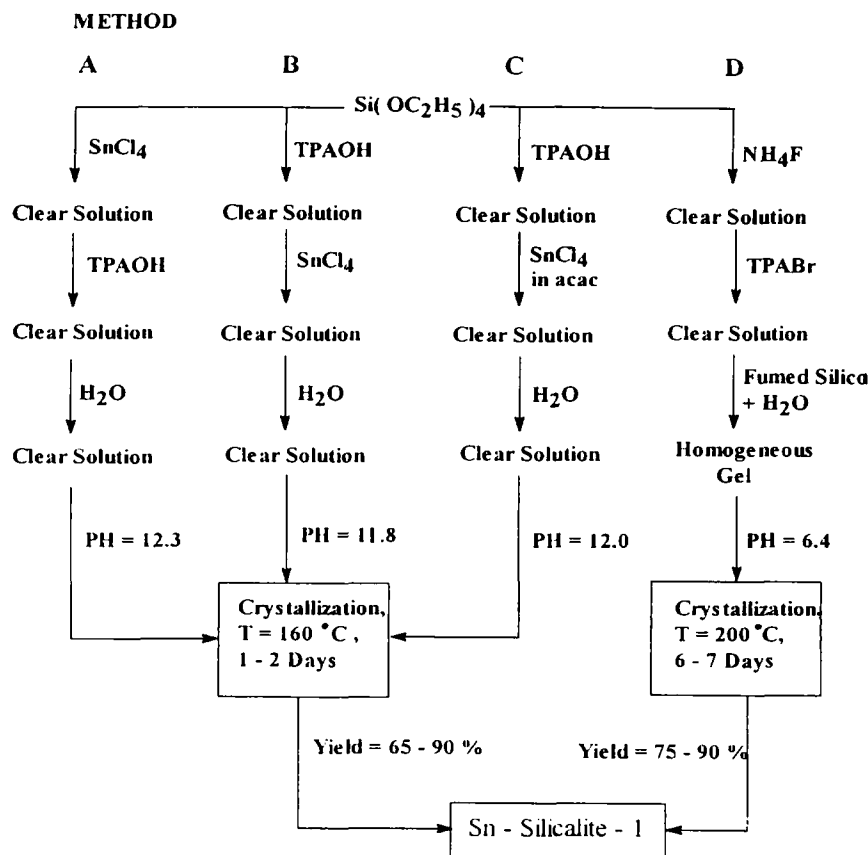 METHOD
A B C D
Si( OC2H5 )4
SnCl4 TPAOH TPAOH NH4F
Clear Solution Clear Solution Clear Solution Clear Solution
TPAOH SnCl4 SnCl4 in acac TPABr
Clear Solution Clear Solution Clear Solution Clear Solution
H2O H2O H2O Fumed Silica + H2O
Clear Solution Clear Solution Clear Solution Homogeneous Gel
PH = 12.3 PH = 11.8 PH = 12.0 PH = 6.4
Crystallization,
T = 160 °C ,
1 - 2 Days
Crystallization,
T = 200 °C,
6 - 7 Days
Yield = 65 - 90 % Yield = 75 - 90 %
Sn - Silicalite - 1